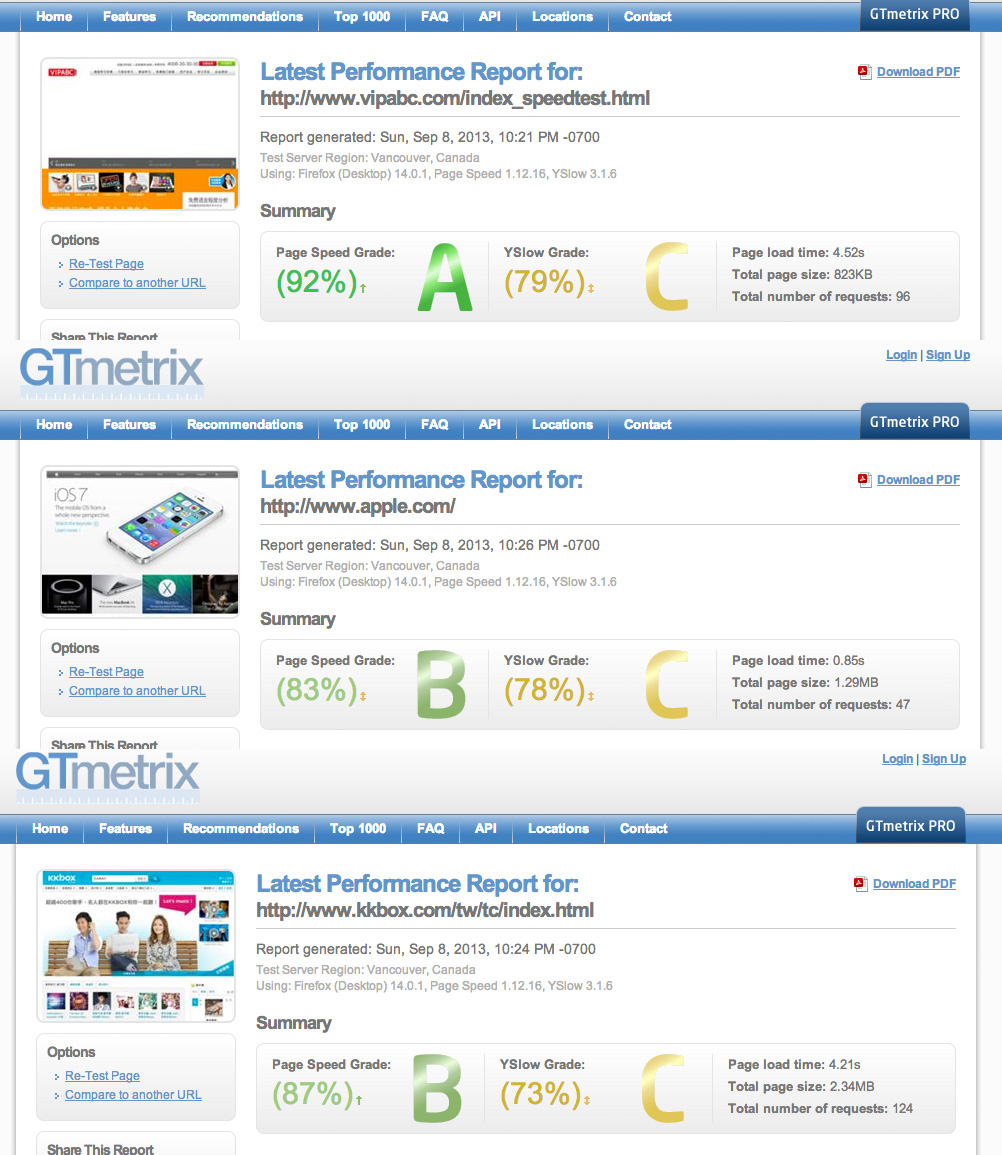 Home Features Recommendations Top 1000 FAQ API Locations Contact GTmetrix PRO
VIPABC
Latest Performance Report for:
Download PDF
http://www.vipabc.com/index_speedtest.html
Report generated: Sun, Sep 8, 2013, 10:21 PM -0700
Test Server Region: Vancouver, Canada
Using: Firefox (Desktop) 14.0.1, Page Speed 1.12.16, YSlow 3.1.6
Summary
Options
Re-Test Page
Compare to another URL
Page Speed Grade:
(92%)↑
A
YSlow Grade:
(79%)↕
C
Page load time: 4.52s
Total page size: 823KB
Total number of requests: 96
Share This Report
GTmetrix
Login | Sign Up
Home Features Recommendations Top 1000 FAQ API Locations Contact GTmetrix PRO
iOS 7
The mobile OS from a
whole new perspective.
Latest Performance Report for:
Download PDF
http://www.apple.com/
Report generated: Sun, Sep 8, 2013, 10:26 PM -0700
Test Server Region: Vancouver, Canada
Using: Firefox (Desktop) 14.0.1, Page Speed 1.12.16, YSlow 3.1.6
Summary
Options
Re-Test Page
Compare to another URL
Page Speed Grade:
(83%)↕
B
YSlow Grade:
(78%)↕
C
Page load time: 0.85s
Total page size: 1.29MB
Total number of requests: 47
Share This Report
GTmetrix
Login | Sign Up
Home Features Recommendations Top 1000 FAQ API Locations Contact GTmetrix PRO
KKBOX
Let's music!
Latest Performance Report for:
Download PDF
http://www.kkbox.com/tw/tc/index.html
Report generated: Sun, Sep 8, 2013, 10:24 PM -0700
Test Server Region: Vancouver, Canada
Using: Firefox (Desktop) 14.0.1, Page Speed 1.12.16, YSlow 3.1.6
Summary
Options
Re-Test Page
Compare to another URL
Page Speed Grade:
(87%)↑
B
YSlow Grade:
(73%)↕
C
Page load time: 4.21s
Total page size: 2.34MB
Total number of requests: 124
Share This Report